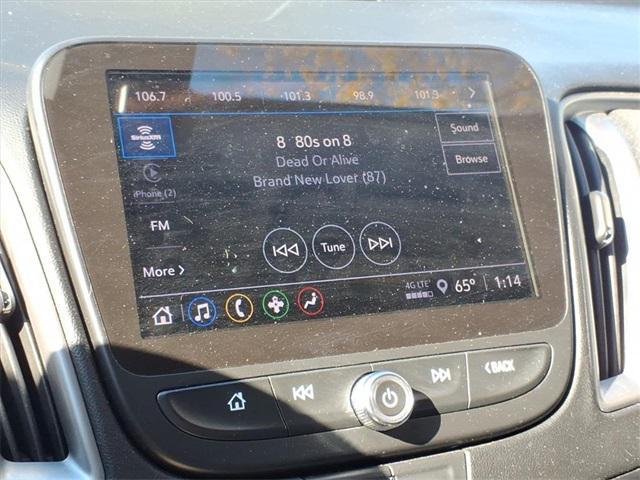 106.7 100.5 101.3 98.9 101.3
SiriusXM
8 '80s on 8
Dead Or Alive
Brand New Lover (87)
Sound
Browse
iPhone (2)
FM
More
Tune
4G LTE
65°
1:14
BACK